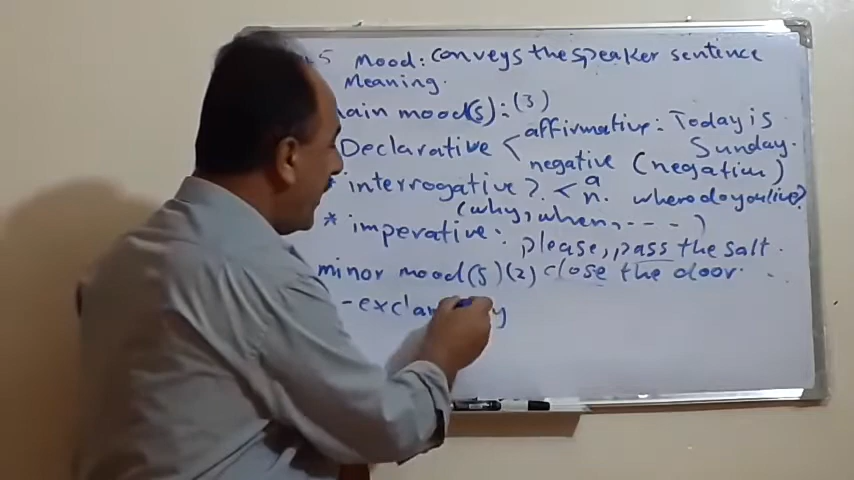 5 Mood: conveys the speaker sentence
Meaning.
main mood(s): (3)
Declarative < affirmative: Today is Sunday.
negative (negation)
* interrogative? < a n. where do you live?
(why, when, ---- )
* imperative: please, pass the salt.
minor mood(s) (2) close the door. ...